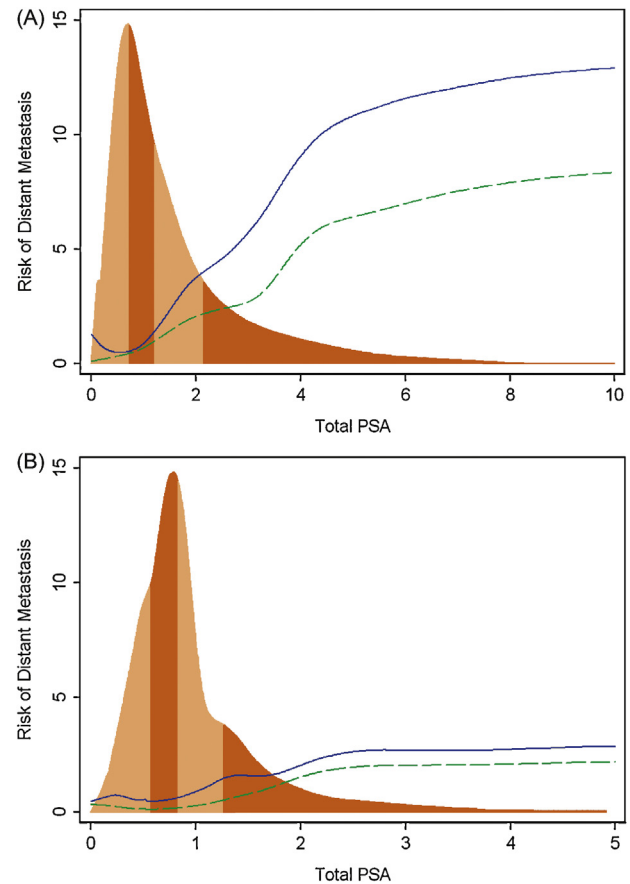 (A)
15
10
5
0
Risk of Distant Metastasis
0 2 4 6 8 10
Total PSA
(B)
15
10
5
0
Risk of Distant Metastasis
0 1 2 3 4 5
Total PSA